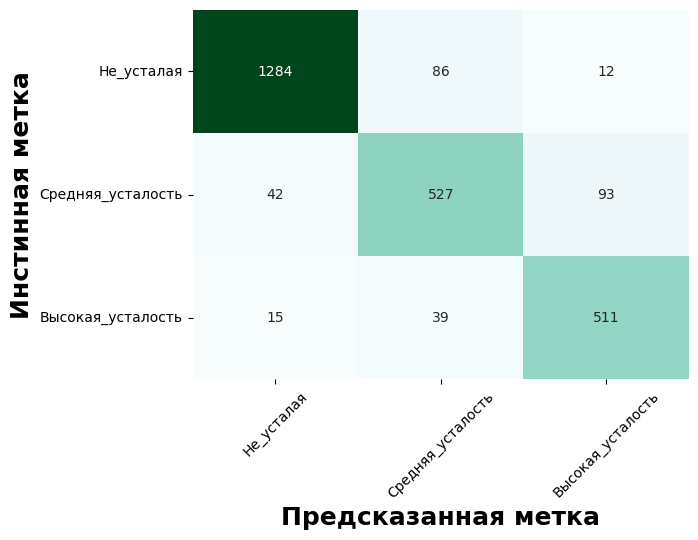 Инстинная метка
Не_усталая
1284 86 12
Средняя_усталость
42 527 93
Высокая_усталость
15 39 511
Не_усталая
Средняя_усталость
Высокая_усталость
Предсказанная метка